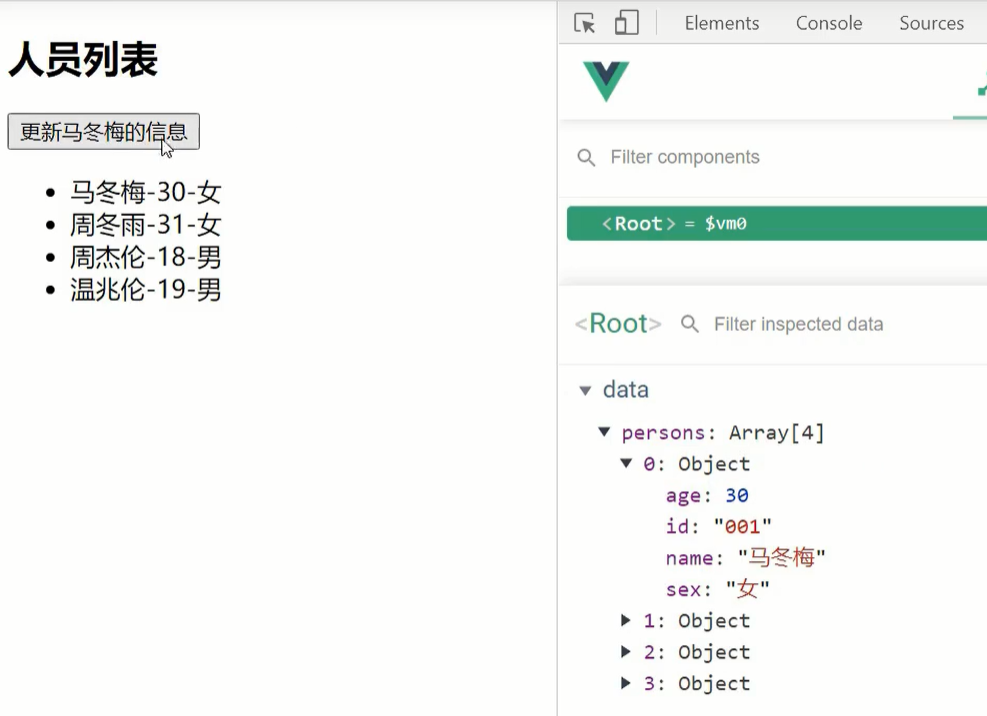 人员列表
更新马冬梅的信息
马冬梅-30-女
周冬雨-31-女
周杰伦-18-男
温兆伦-19-男
Elements Console Sources
Filter components
<Root> = $vm0
<Root> Filter inspected data
data
persons: Array[4]
0: Object
age: 30
id: "001"
name: "马冬梅"
sex: "女"
1: Object
2: Object
3: Object